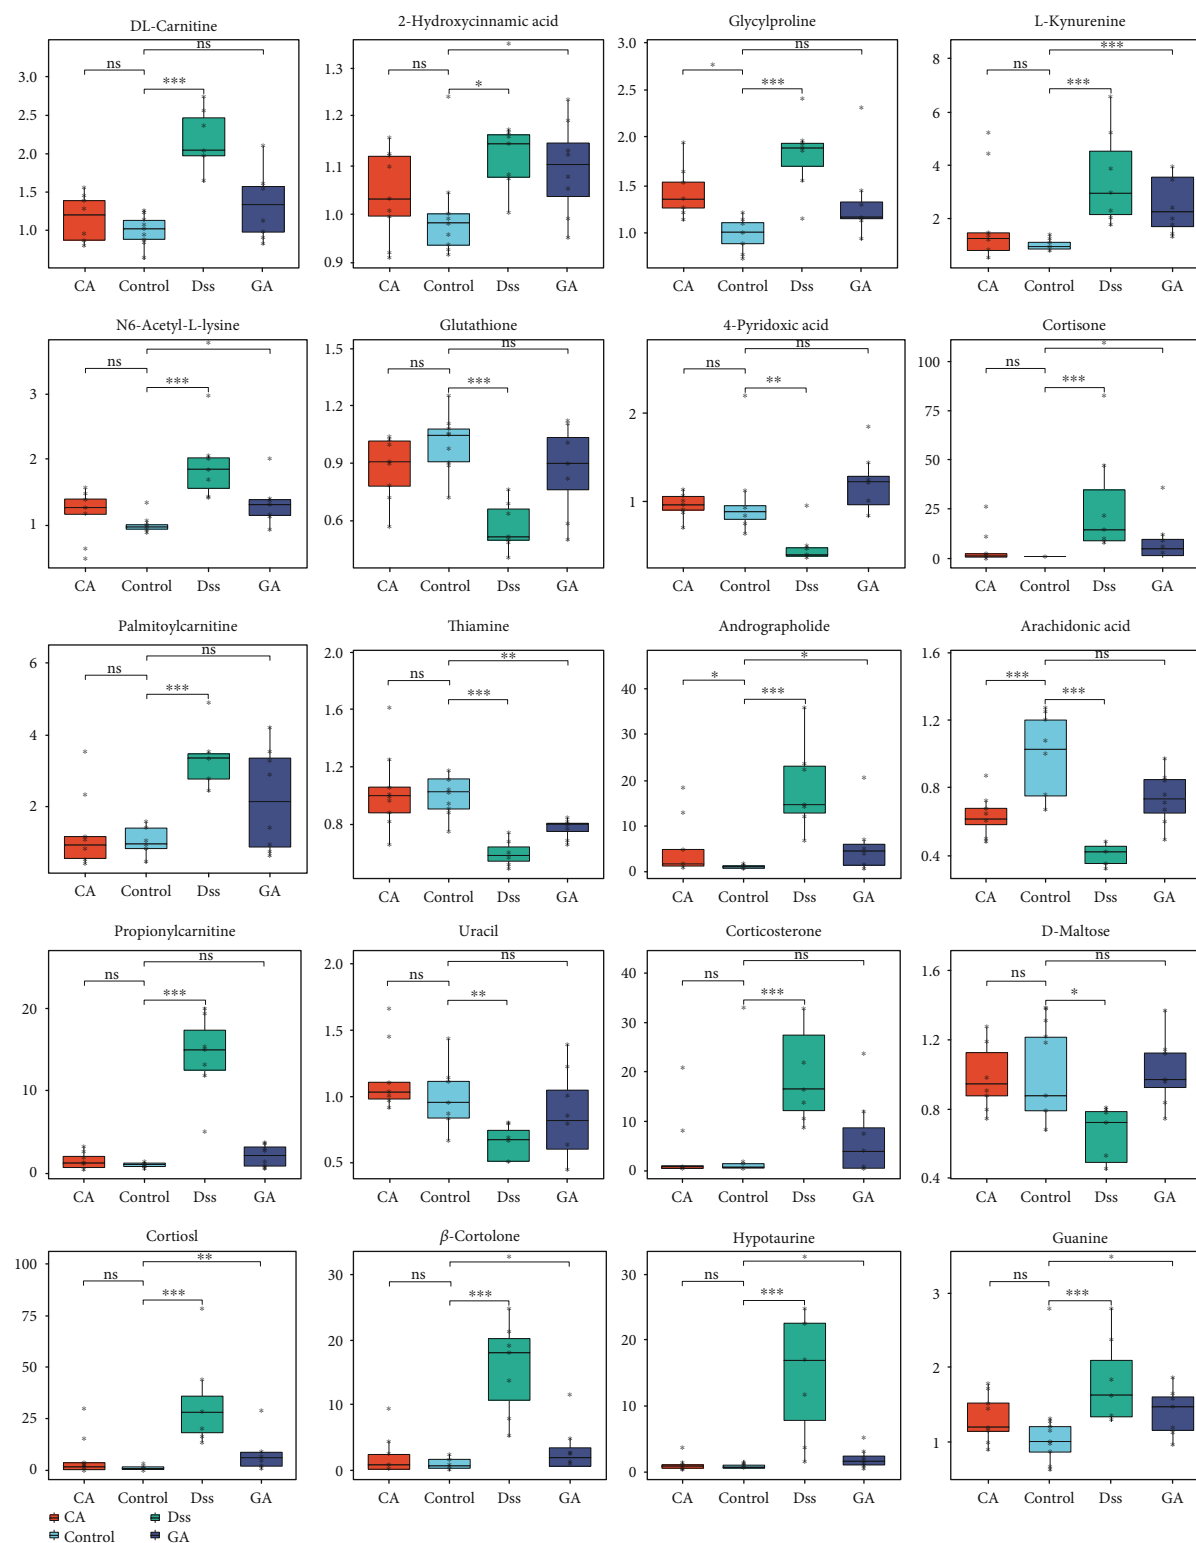 DL-Carnitine
2-Hydroxycinnamic acid
Glycylproline
L-Kynurenine
ns
ns
***
3.0
2.5
2.0
1.5
1.0
CA Control Dss GA
*
ns
*
1.3
1.2
1.1
1.0
0.9
CA Control Dss GA
ns
*
***
3.0
2.5
2.0
1.5
1.0
CA Control Dss GA
***
ns
***
8
6
4
2
CA Control Dss GA
N6-Acetyl-L-lysine
Glutathione
4-Pyridoxic acid
Cortisone
*
ns
***
3
2
1
CA Control Dss GA
ns
ns
***
1.5
1.2
0.9
0.6
CA Control Dss GA
ns
ns
**
2
1
CA Control Dss GA
*
ns
***
100
75
50
25
0
CA Control Dss GA
Palmitoylcarnitine
Thiamine
Andrographolide
Arachidonic acid
ns
ns
***
6
4
2
CA Control Dss GA
**
ns
***
2.0
1.6
1.2
0.8
CA Control Dss GA
*
*
***
40
30
20
10
0
CA Control Dss GA
ns
***
***
1.6
1.2
0.8
0.4
CA Control Dss GA
Propionylcarnitine
Uracil
Corticosterone
D-Maltose
ns
ns
***
20
10
0
CA Control Dss GA
ns
ns
**
2.0
1.5
1.0
0.5
CA Control Dss GA
ns
ns
***
40
30
20
10
0
CA Control Dss GA
ns
ns
*
1.6
1.2
0.8
0.4
CA Control Dss GA
Cortiosl
β-Cortolone
Hypotaurine
Guanine
**
ns
***
100
75
50
25
0
CA Control Dss GA
*
ns
***
30
20
10
0
CA Control Dss GA
*
ns
***
30
20
10
0
CA Control Dss GA
*
ns
***
3
2
1
CA Control Dss GA
CA Dss
Control GA